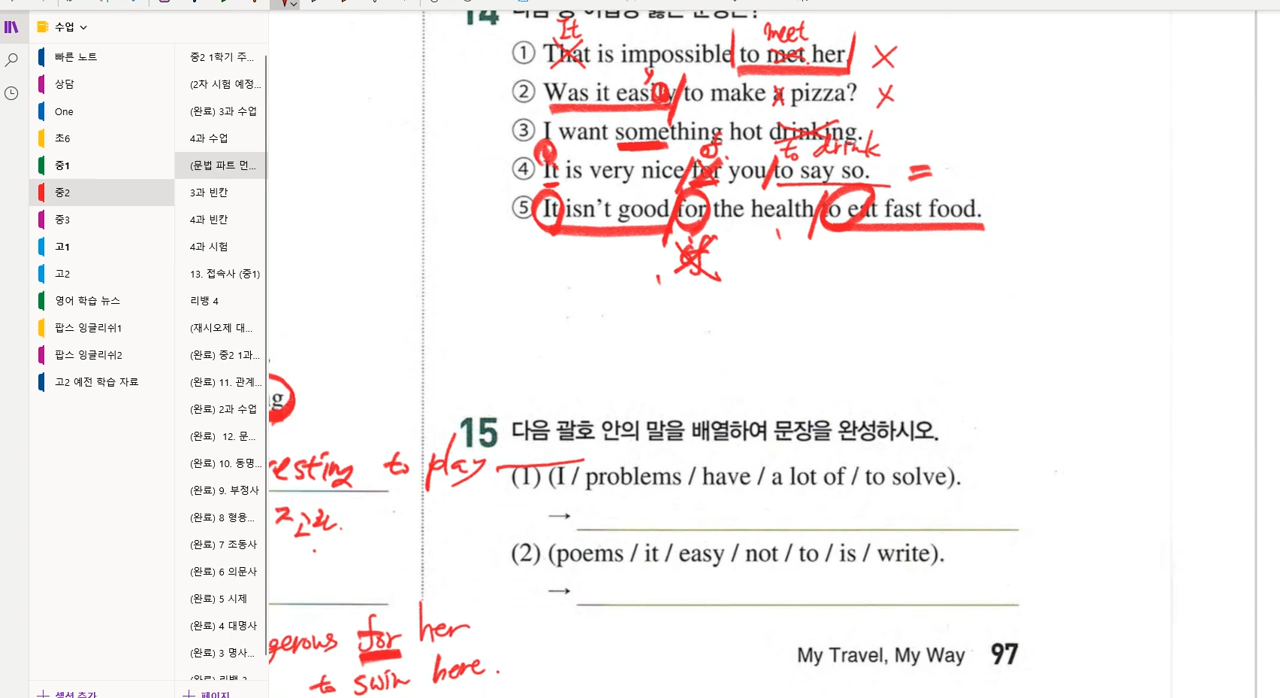 수업
빠른 노트
상담
One
초6
중1
중2
중3
고1
고2
영어 학습 뉴스
팝스 잉글리쉬1
팝스 잉글리쉬2
고2 예전 학습 자료
섹션 추가
중2 1학기 주...
(2차 시험 예정...
(완료) 3과 수업
4과 수업
(문법 파트 먼...
3과 빈칸
4과 빈칸
4과 시험
13. 접속사 (중1)
리뱅 4
(재시오제 대...
(완료) 중2 1과...
(완료) 11. 관계...
(완료) 2과 수업
(완료) 12. 문...
(완료) 10. 동명...
(완료) 9. 부정사
(완료) 8 형용...
(완료) 7 조동사
(완료) 6 의문사
(완료) 5 시제
(완료) 4 대명사
(완료) 3 명사...
페이지
14 다음 중 어법상 옳은 문장은?
It meet
① That is impossible to met her. X
y
② Was it easily to make a pizza? X
③ I want something hot drinking.
of to drink
④ It is very nice for you to say so. =
⑤ It isn't good for the health to eat fast food.
of
15 다음 괄호 안의 말을 배열하여 문장을 완성하시오.
resting to play
(1) (I / problems / have / a lot of / to solve).
→
(2) (poems / it / easy / not / to / is / write).
→
gerous for her
to swim here.
My Travel, My Way 97